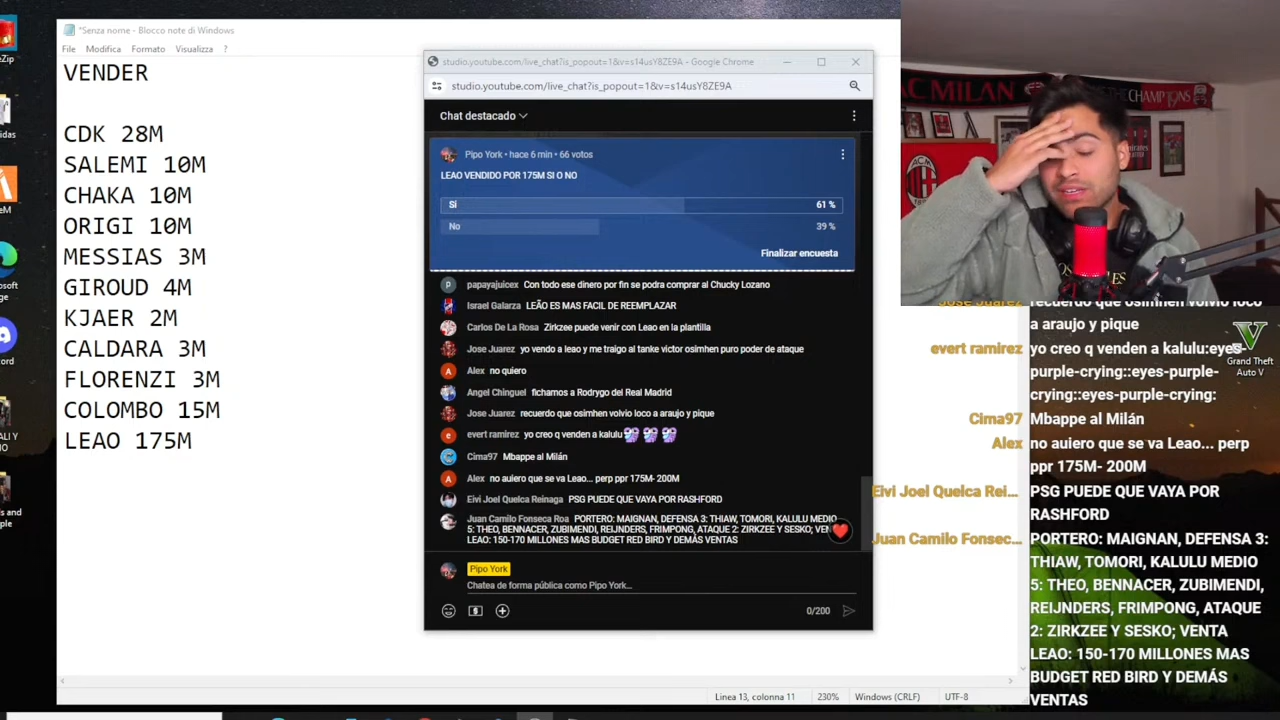 *Senza nome - Blocco note di Windows
File Modifica Formato Visualizza ?
VENDER
CDK 28M
SALEMI 10M
CHAKA 10M
ORIGI 10M
MESSIAS 3M
GIROUD 4M
KJAER 2M
CALDARA 3M
FLORENZI 3M
COLOMBO 15M
LEAO 175M
Linea 13, colonna 11 230% Windows (CRLF) UTF-8
studio.youtube.com/live_chat?is_popout=1&v=s14usY8ZE9A - Google Chrome
studio.youtube.com/live_chat?is_popout=1&v=s14usY8ZE9A
Chat destacado
Pipo York • hace 6 min • 66 votos
LEAO VENDIDO POR 175M SI O NO
Sí 61 %
No 39 %
Finalizar encuesta
papayajuicex Con todo ese dinero por fin se podra comprar al Chucky Lozano
Israel Galarza LEÃO ES MAS FACIL DE REEMPLAZAR
Carlos De La Rosa Zirkzee puede venir con Leao en la plantilla
Jose Juarez yo vendo a leao y me traigo al tanke victor osimhen puro poder de ataque
Alex no quiero
Angel Chinguel fichamos a Rodrygo del Real Madrid
Jose Juarez recuerdo que osimhen volvio loco a araujo y pique
evert ramirez yo creo q venden a kalulu
Cima97 Mbappe al Milán
Alex no auiero que se va Leao... perp ppr 175M- 200M
Eivi Joel Quelca Reinaga PSG PUEDE QUE VAYA POR RASHFORD
Juan Camilo Fonseca Roa PORTERO: MAIGNAN, DEFENSA 3: THIAW, TOMORI, KALULU MEDIO
5: THEO, BENNACER, ZUBIMENDI, REIJNDERS, FRIMPONG, ATAQUE 2: ZIRKZEE Y SESKO; VENTA
LEAO: 150-170 MILLONES MAS BUDGET RED BIRD Y DEMÁS VENTAS
Pipo York
Chatea de forma pública como Pipo York...
0/200
AC MILAN
THE CHAMPIONS
Jose Juarez recuerdo que osimhen volvio loco
a araujo y pique
evert ramirez yo creo q venden a kalulu:eyes-
purple-crying::eyes-purple-
crying::eyes-purple-crying:
Cima97 Mbappe al Milán
Alex no auiero que se va Leao... perp
ppr 175M- 200M
Eivi Joel Quelca Rei... PSG PUEDE QUE VAYA POR
RASHFORD
Juan Camilo Fonsec... PORTERO: MAIGNAN, DEFENSA 3:
THIAW, TOMORI, KALULU MEDIO
5: THEO, BENNACER, ZUBIMENDI,
REIJNDERS, FRIMPONG, ATAQUE
2: ZIRKZEE Y SESKO; VENTA
LEAO: 150-170 MILLONES MAS
BUDGET RED BIRD Y DEMÁS
VENTAS
Grand Theft
Auto V